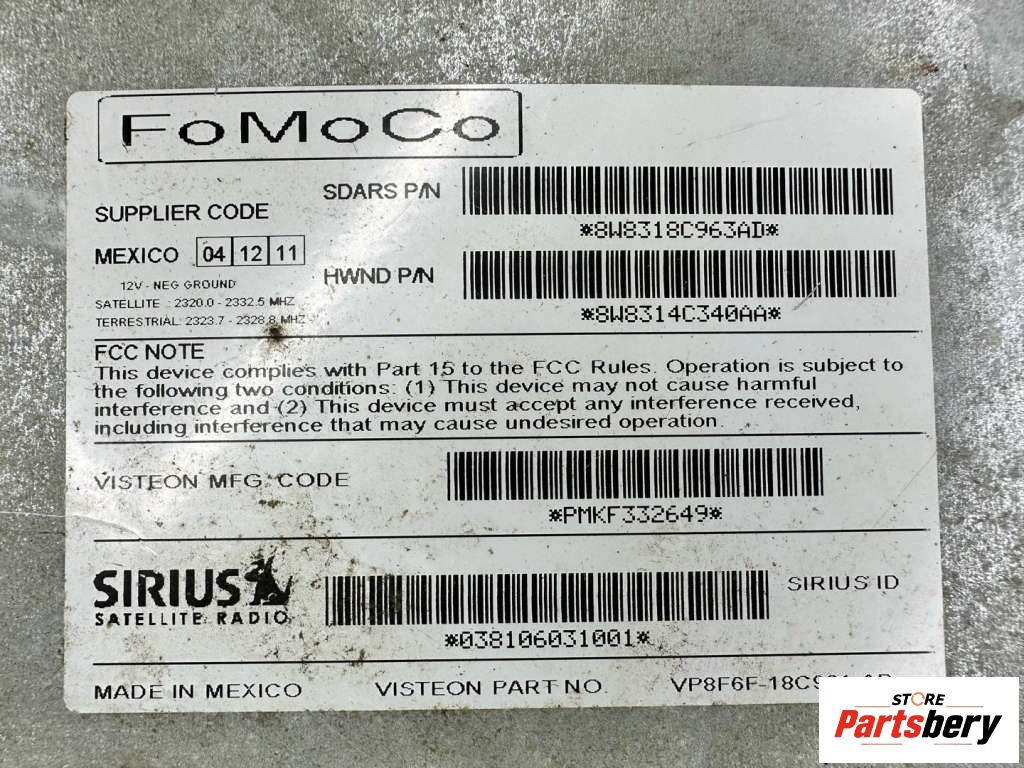 FoMoCo
SDARS P/N
*8W8318C963AD*
SUPPLIER CODE
MEXICO 04 12 11
HWND P/N
*8W8314C340AA*
12V - NEG GROUND
SATELLITE : 2320.0 - 2332.5 MHZ
TERRESTRIAL: 2323.7 - 2328.8 MHZ
FCC NOTE
This device complies with Part 15 to the FCC Rules. Operation is subject to
the following two conditions: (1) This device may not cause harmful
interference and (2) This device must accept any interference received,
including interference that may cause undesired operation.
VISTEON MFG. CODE
*PMKF332649*
SIRIUS
SATELLITE RADIO
SIRIUS ID
*038106031001*
MADE IN MEXICO VISTEON PART NO.
STORE
Partsbery